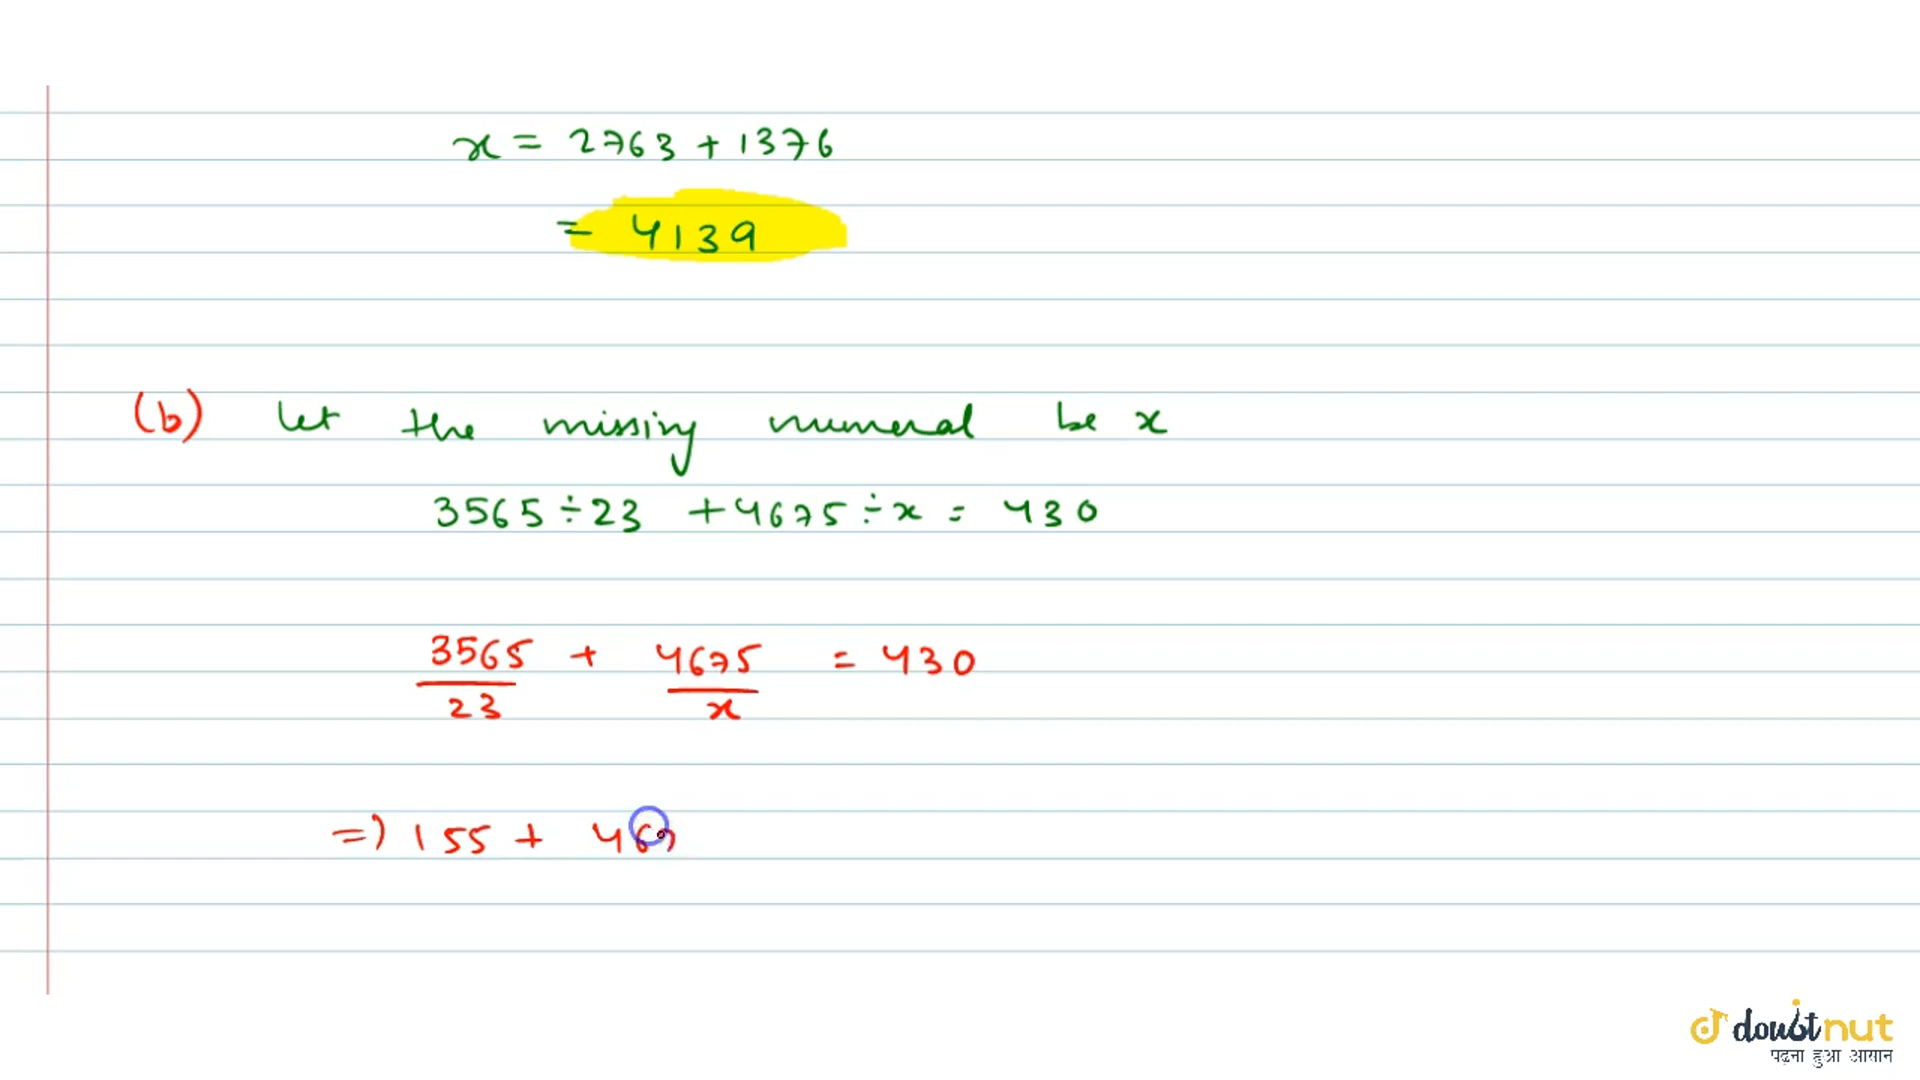 x = 2763 + 1376
= 4139
(b) let the missing numeral be x
3565 ÷ 23 + 4675 ÷ x = 430
3565/23 + 4675/x = 430
=) 155 + 467
doubtnut
पढ़ना हुआ आसान